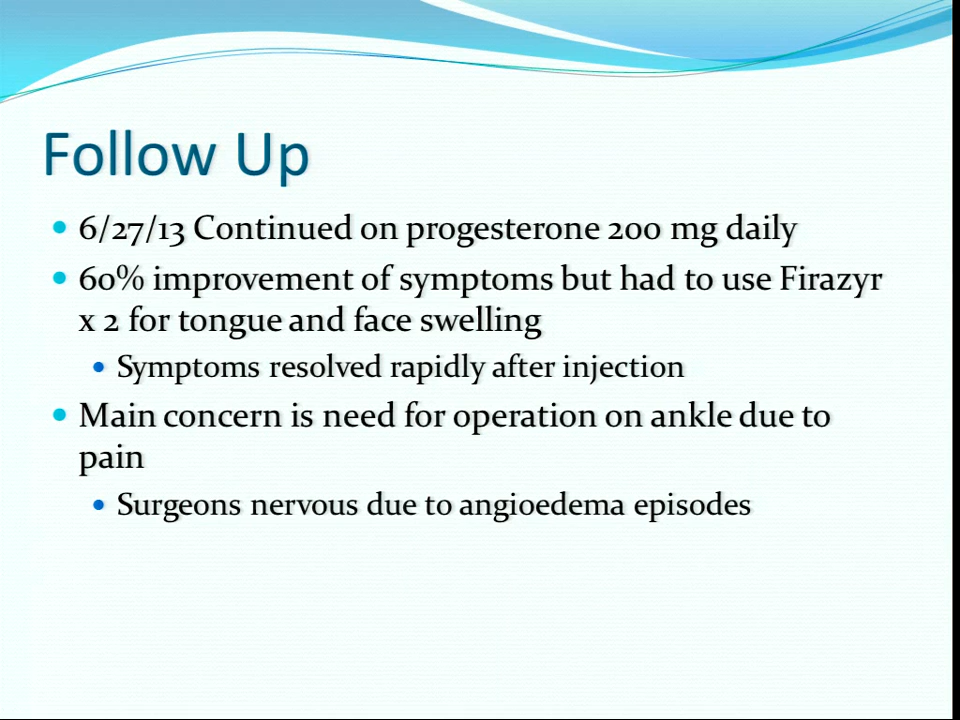 Follow Up
• 6/27/13 Continued on progesterone 200 mg daily
• 60% improvement of symptoms but had to use Firazyr
x 2 for tongue and face swelling
• Symptoms resolved rapidly after injection
• Main concern is need for operation on ankle due to
pain
• Surgeons nervous due to angioedema episodes